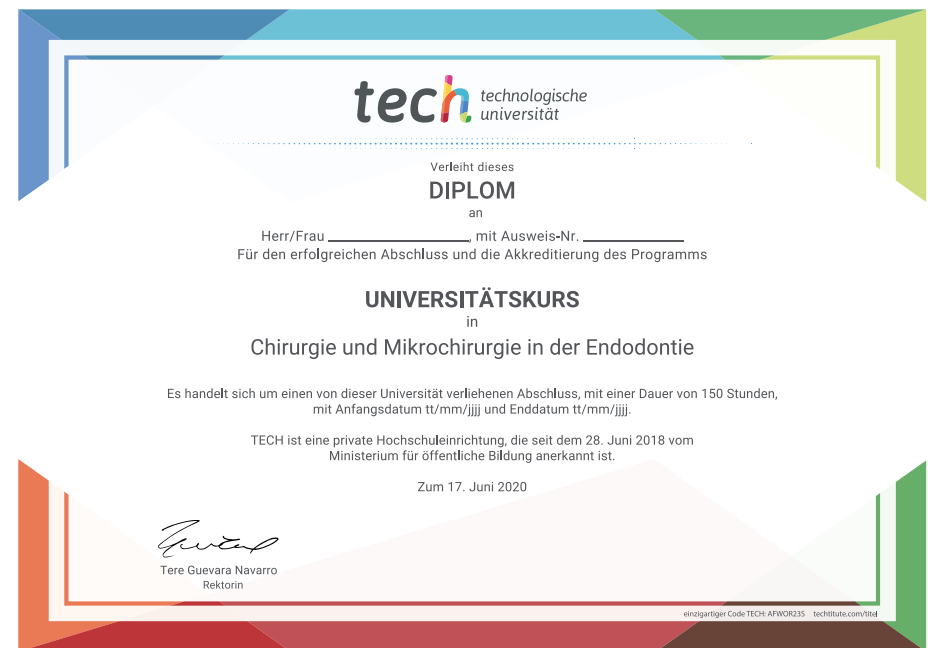 tech technologische
universität
Verleiht dieses
DIPLOM
an
Herr/Frau ____________, mit Ausweis-Nr. ____________
Für den erfolgreichen Abschluss und die Akkreditierung des Programms
UNIVERSITÄTSKURS
in
Chirurgie und Mikrochirurgie in der Endodontie
Es handelt sich um einen von dieser Universität verliehenen Abschluss, mit einer Dauer von 150 Stunden,
mit Anfangsdatum tt/mm/jjjj und Enddatum tt/mm/jjjj.
TECH ist eine private Hochschuleinrichtung, die seit dem 28. Juni 2018 vom
Ministerium für öffentliche Bildung anerkannt ist.
Zum 17. Juni 2020
Tere Guevara Navarro
Rektorin
einzigartiger Code TECH: AFWOR23S techtitute.com/titel